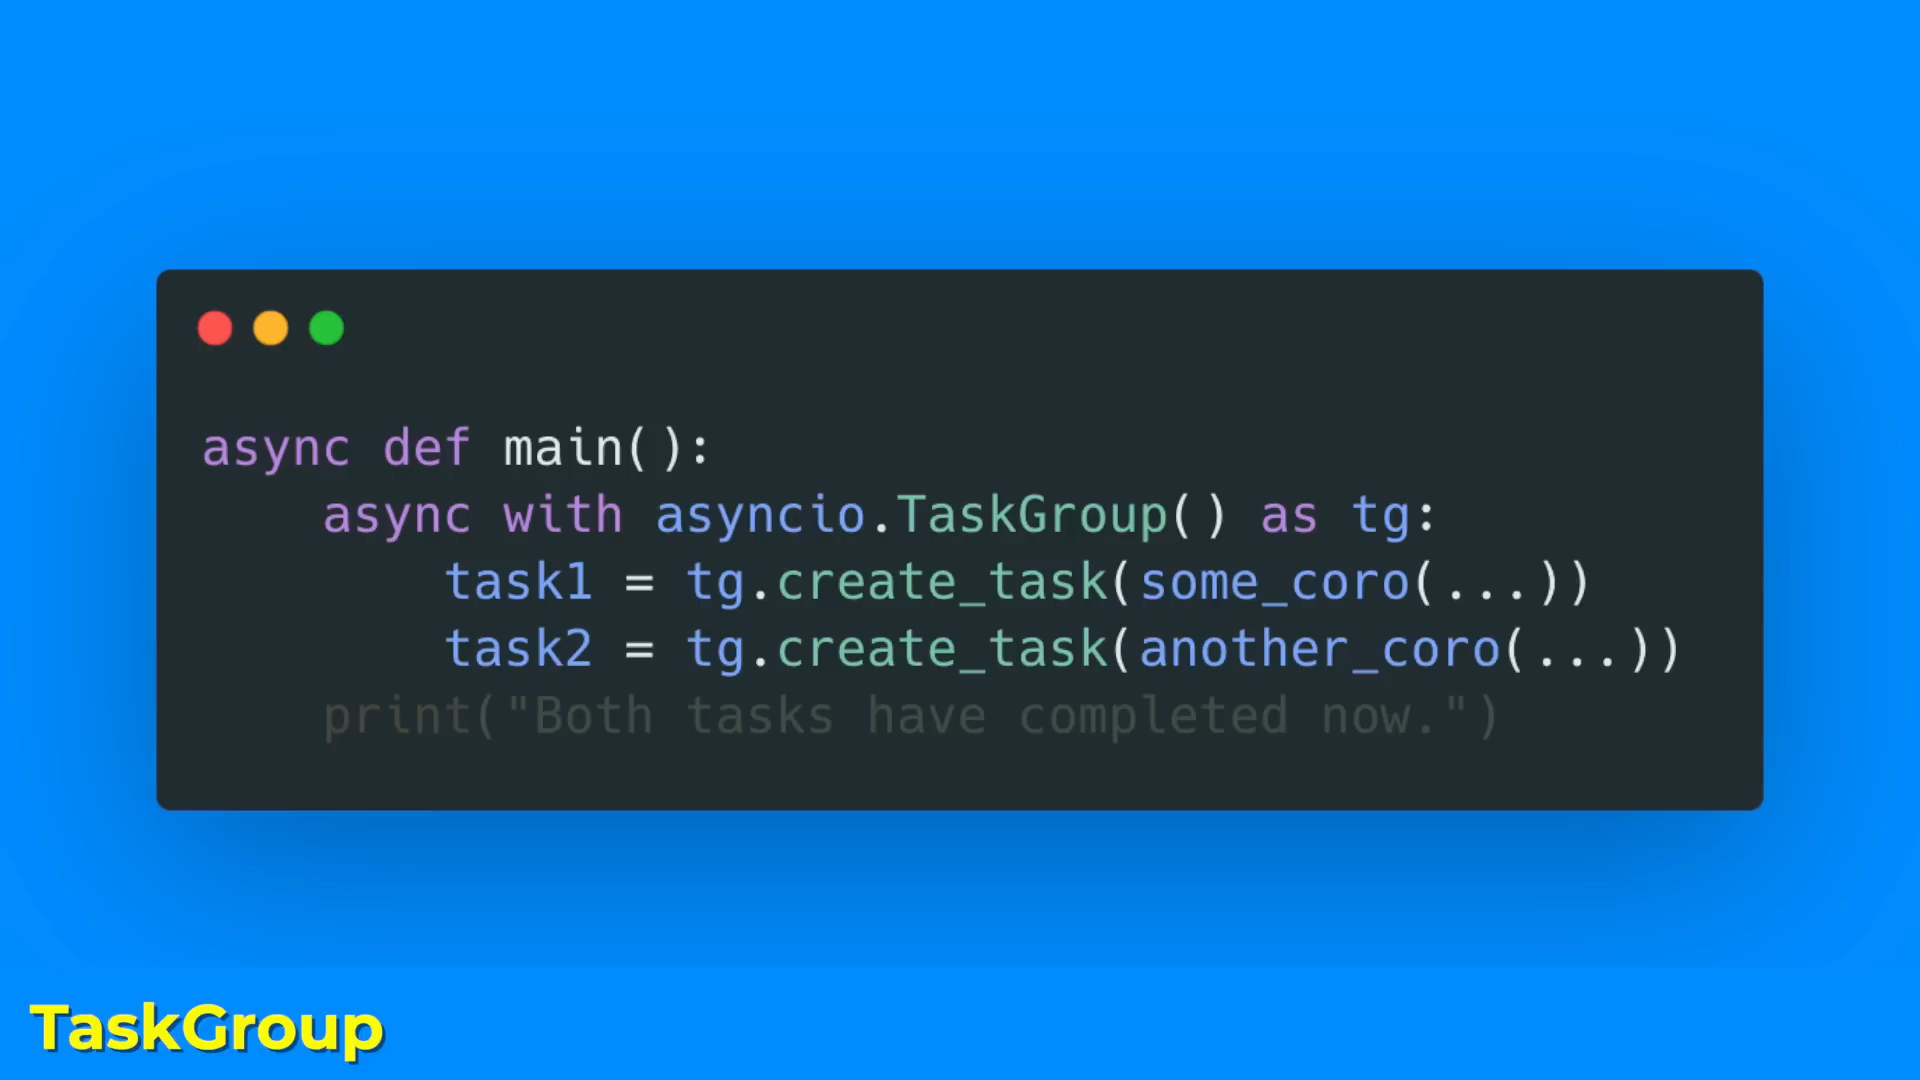 async def main():
    async with asyncio.TaskGroup() as tg:
        task1 = tg.create_task(some_coro(...))
        task2 = tg.create_task(another_coro(...))
    print("Both tasks have completed now.")
TaskGroup